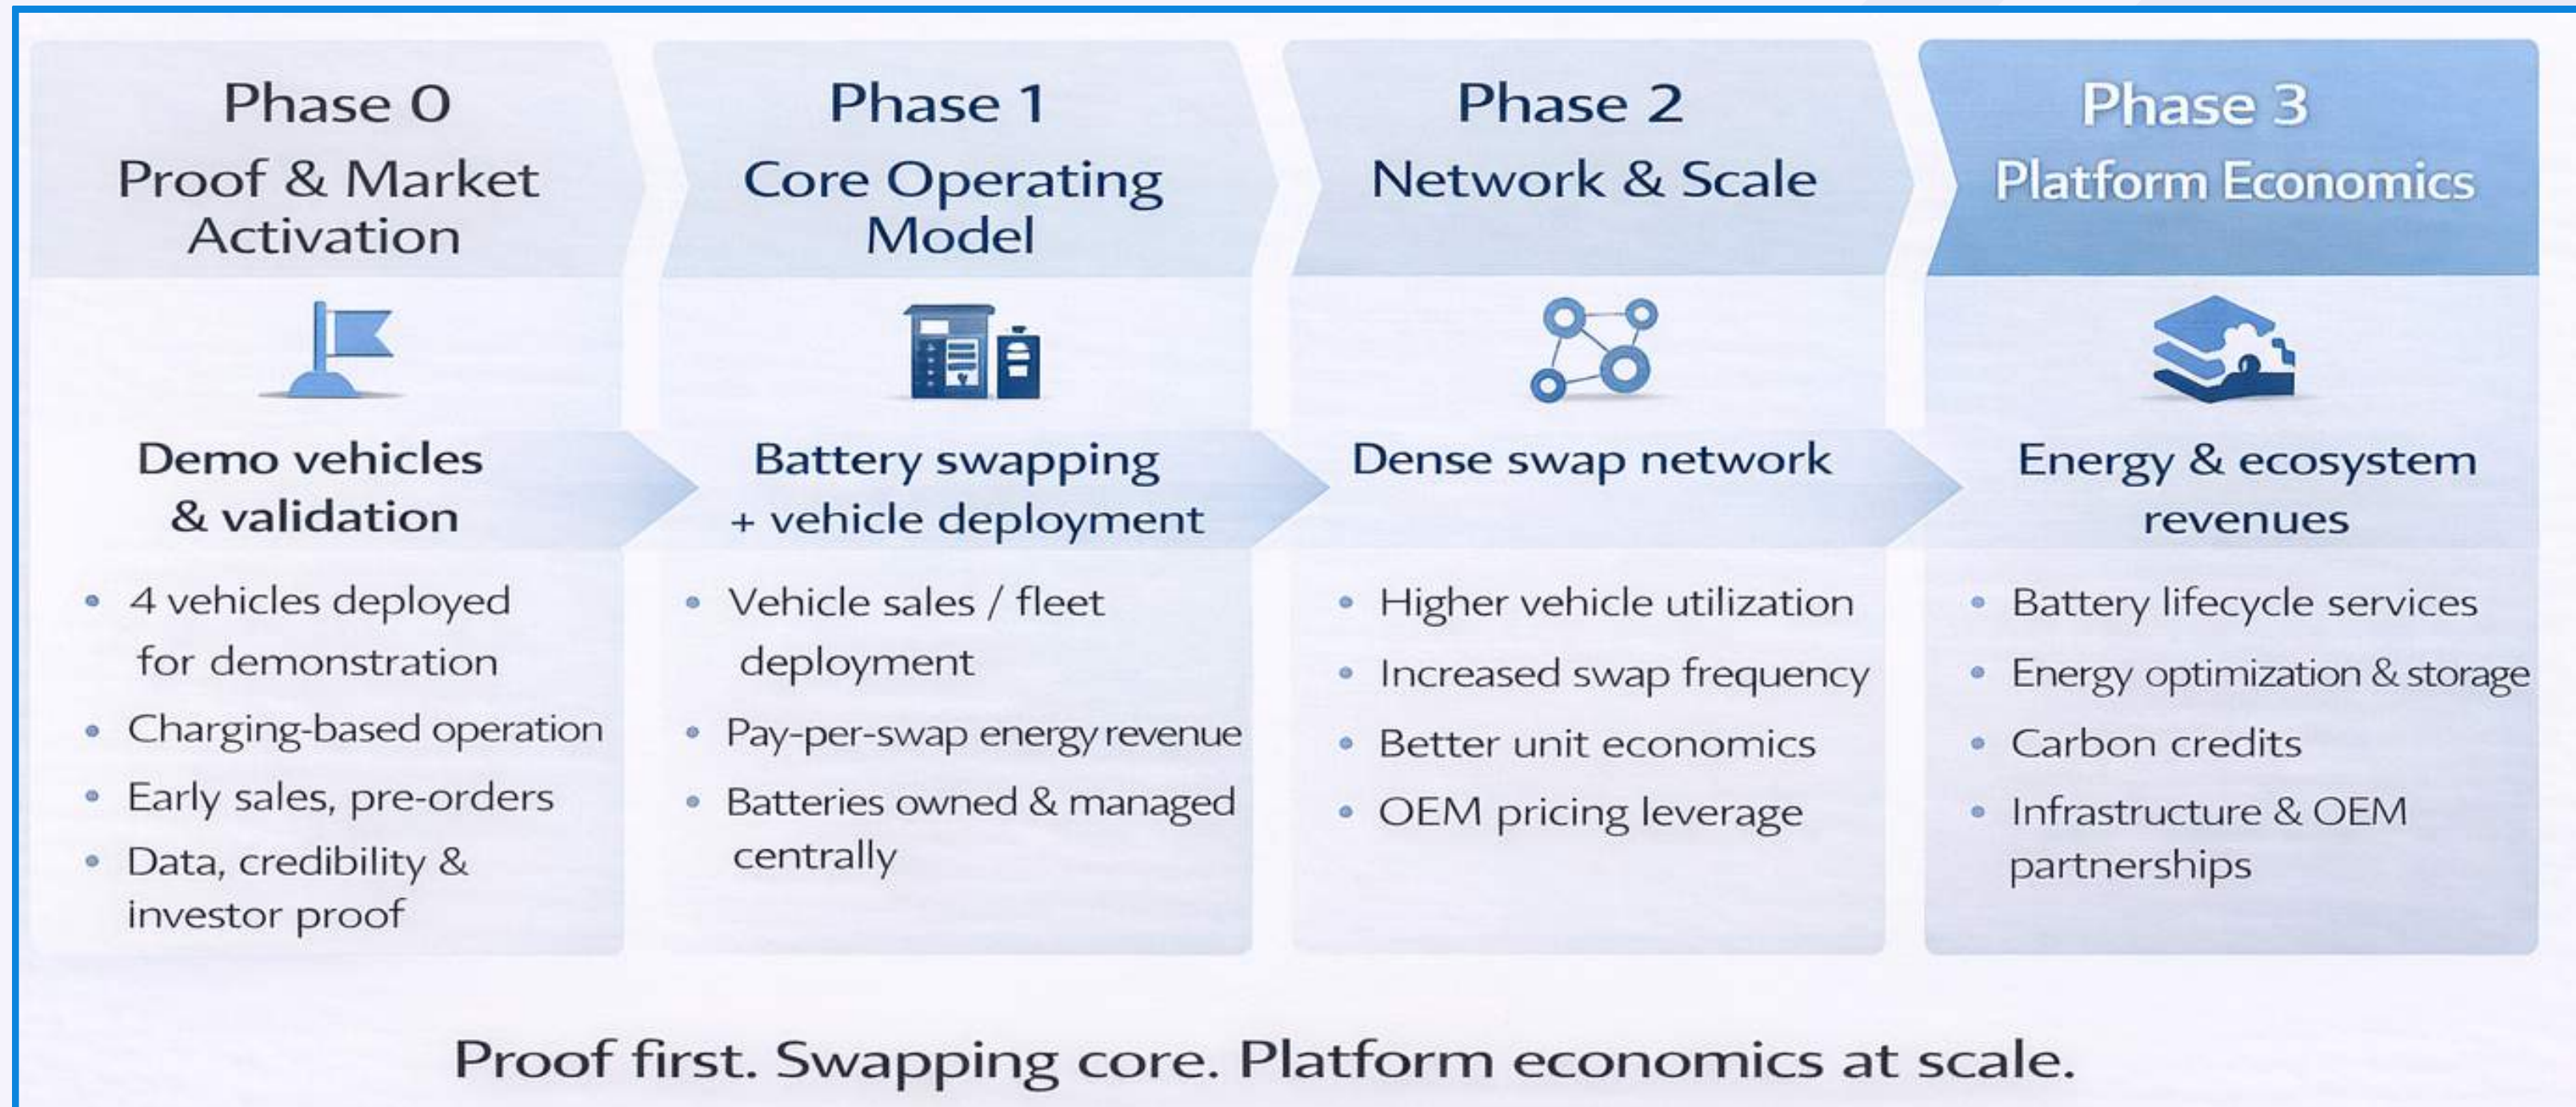 Phase 0
Proof & Market
Activation
Demo vehicles
& validation
• 4 vehicles deployed
for demonstration
• Charging-based operation
• Early sales, pre-orders
• Data, credibility &
investor proof
Phase 1
Core Operating
Model
Battery swapping
+ vehicle deployment
• Vehicle sales / fleet
deployment
• Pay-per-swap energy revenue
• Batteries owned & managed
centrally
Phase 2
Network & Scale
Dense swap network
• Higher vehicle utilization
• Increased swap frequency
• Better unit economics
• OEM pricing leverage
Phase 3
Platform Economics
Energy & ecosystem
revenues
• Battery lifecycle services
• Energy optimization & storage
• Carbon credits
• Infrastructure & OEM
partnerships
Proof first. Swapping core. Platform economics at scale.